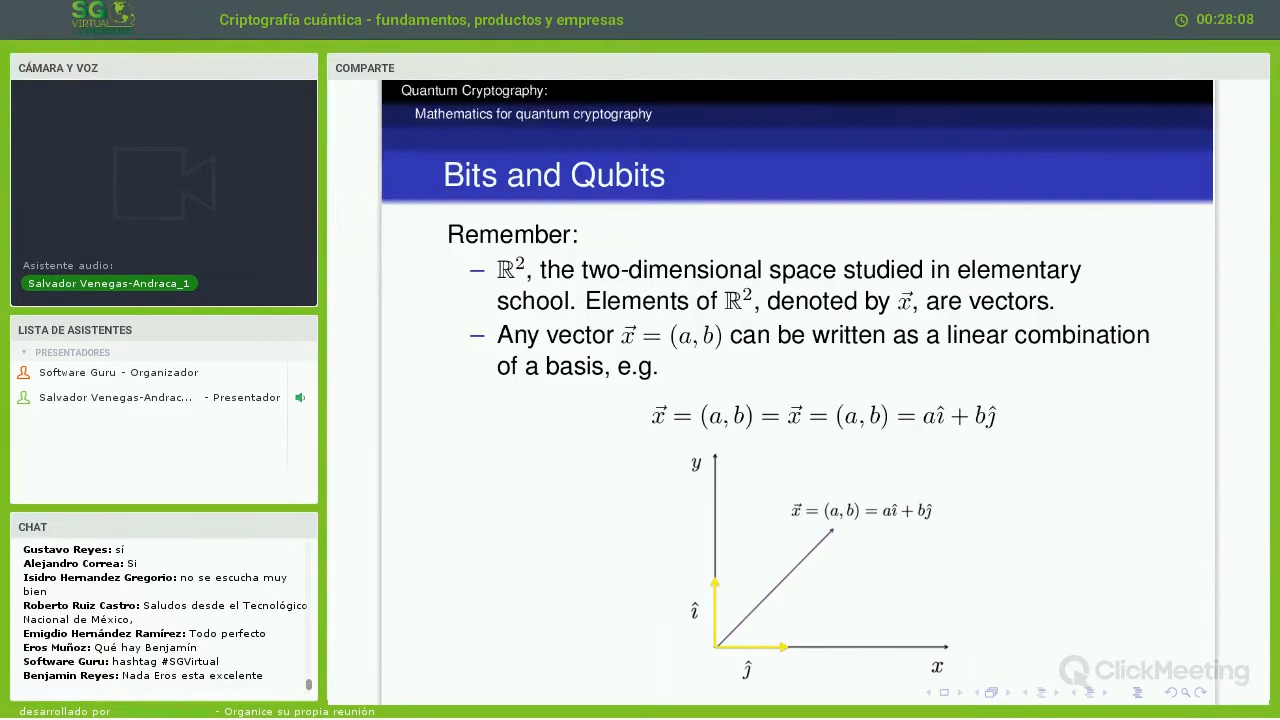 SG
VIRTUAL
Criptografía cuántica - fundamentos, productos y empresas
00:28:08
CÁMARA Y VOZ
Asistente audio:
Salvador Venegas-Andraca_1
LISTA DE ASISTENTES
PRESENTADORES
Software Guru - Organizador
Salvador Venegas-Andrac... - Presentador
CHAT
Gustavo Reyes: sí
Alejandro Correa: Si
Isidro Hernandez Gregorio: no se escucha muy
bien
Roberto Ruiz Castro: Saludos desde el Tecnológico
Nacional de México,
Emigdio Hernández Ramírez: Todo perfecto
Eros Muñoz: Qué hay Benjamín
Software Guru: hashtag #SGVirtual
Benjamin Reyes: Nada Eros esta excelente
COMPARTE
Quantum Cryptography:
Mathematics for quantum cryptography
Bits and Qubits
Remember:
– ℝ², the two-dimensional space studied in elementary
school. Elements of ℝ², denoted by x⃗, are vectors.
– Any vector x⃗ = (a, b) can be written as a linear combination
of a basis, e.g.
x⃗ = (a, b) = x⃗ = (a, b) = aî + bĵ
y
x⃗ = (a, b) = aî + bĵ
î
ĵ
x
ClickMeeting
desarrollado por - Organice su propia reunión